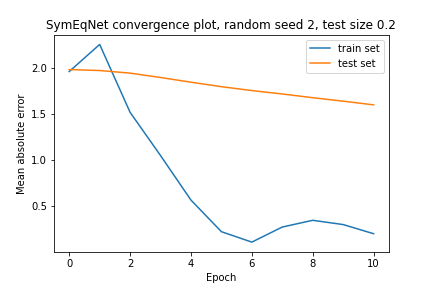 SymEqNet convergence plot, random seed 2, test size 0.2
train set
test set
Mean absolute error
2.0
1.5
1.0
0.5
0 2 4 6 8 10
Epoch